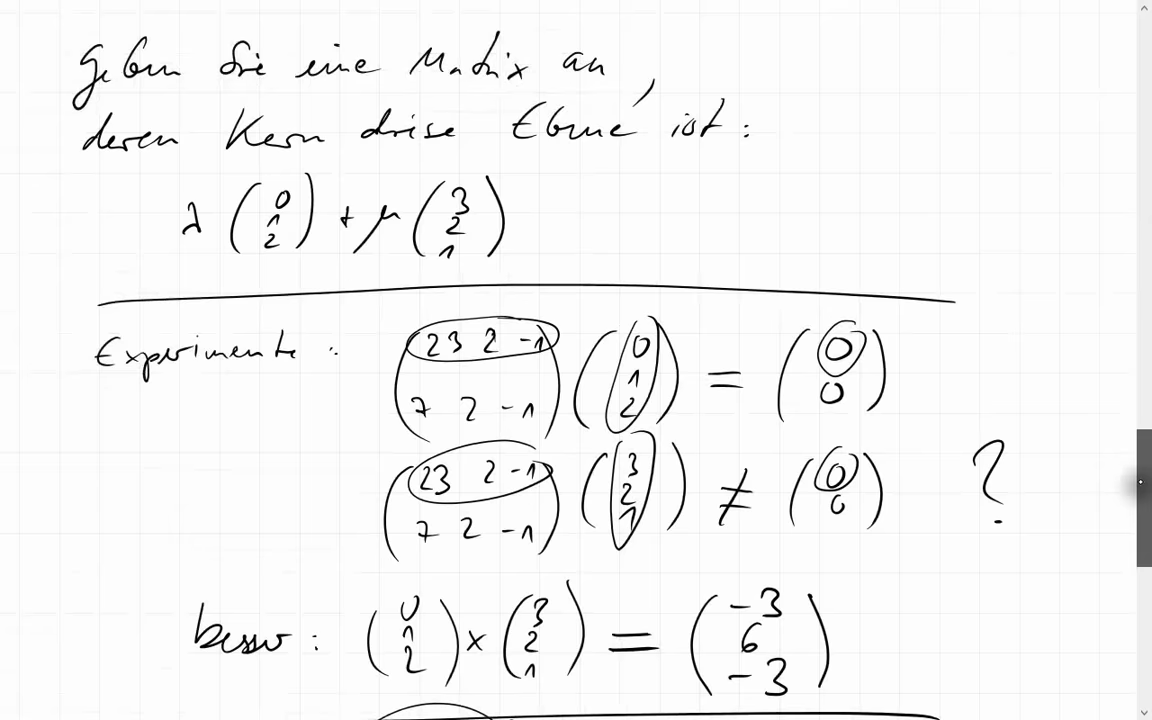 Geben Sie eine Matrix an,
deren Kern diese Ebene ist:
λ (0 1 2) + μ (3 2 1)
Experimente: (23 2 -1 7 2 -1) (0 1 2) = (0 0)
(23 2 -1 7 2 -1) (3 2 1) ≠ (0 0) ?
besser: (0 1 2) × (3 2 1) = (-3 6 -3)